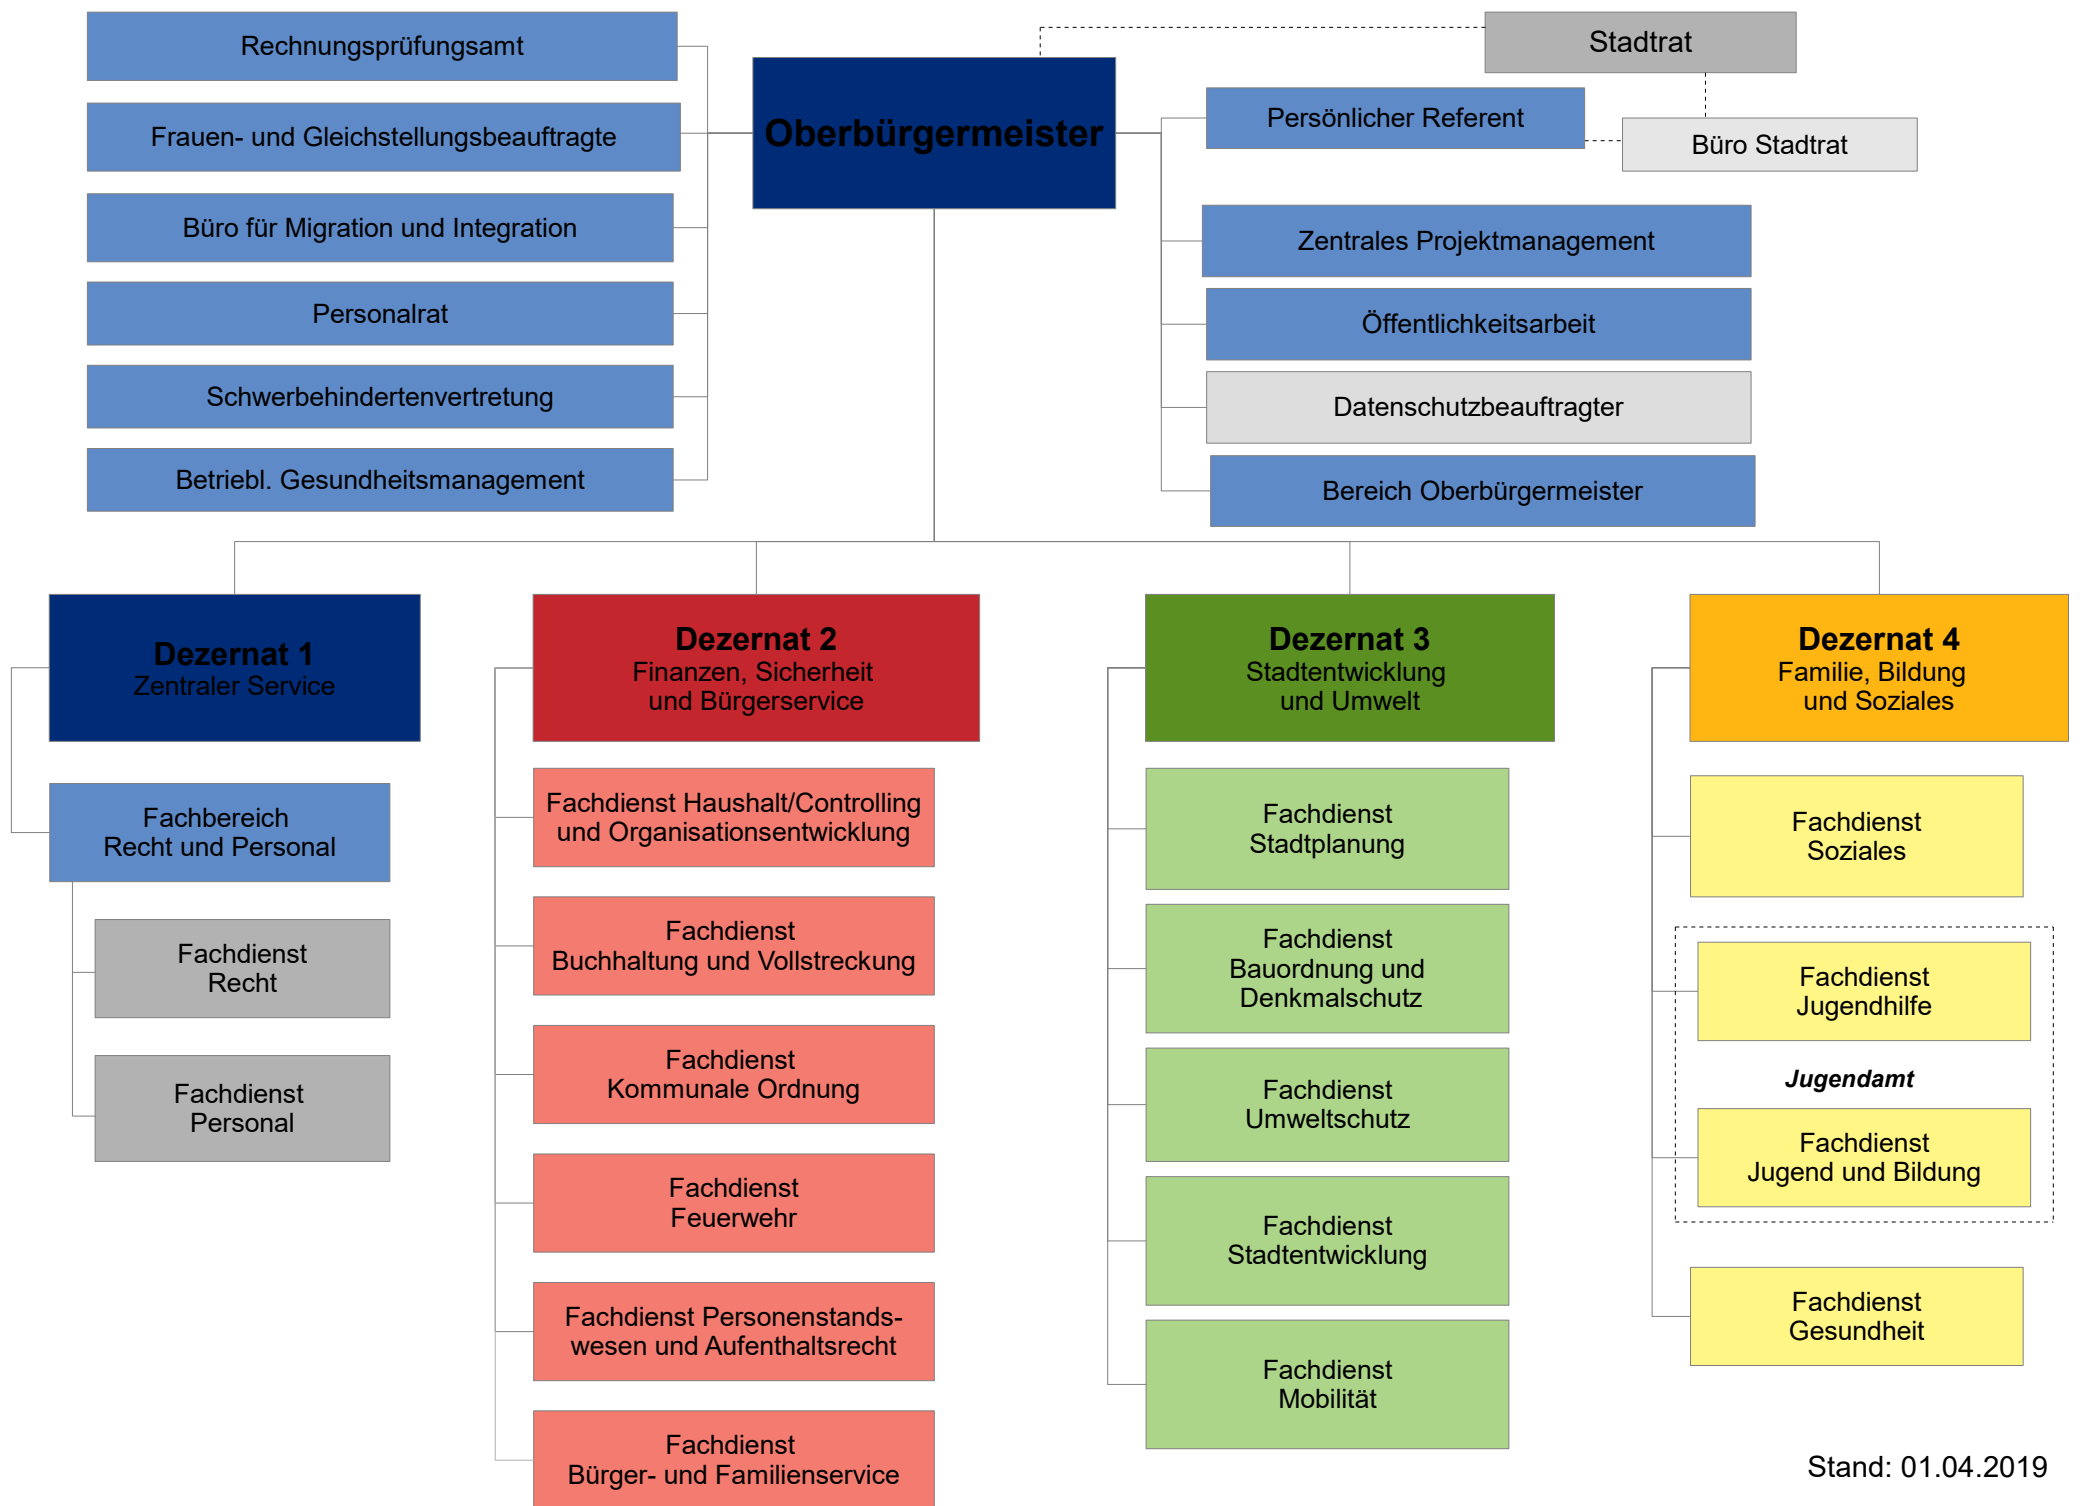 Rechnungsprüfungsamt
Frauen- und Gleichstellungsbeauftragte
Büro für Migration und Integration
Personalrat
Schwerbehindertenvertretung
Betriebl. Gesundheitsmanagement
Oberbürgermeister
Stadtrat
Persönlicher Referent
Büro Stadtrat
Zentrales Projektmanagement
Öffentlichkeitsarbeit
Datenschutzbeauftragter
Bereich Oberbürgermeister
Dezernat 1
Zentraler Service
Fachbereich
Recht und Personal
Fachdienst
Recht
Fachdienst
Personal
Dezernat 2
Finanzen, Sicherheit
und Bürgerservice
Fachdienst Haushalt/Controlling
und Organisationsentwicklung
Fachdienst
Buchhaltung und Vollstreckung
Fachdienst
Kommunale Ordnung
Fachdienst
Feuerwehr
Fachdienst Personenstands-
wesen und Aufenthaltsrecht
Fachdienst
Bürger- und Familienservice
Dezernat 3
Stadtentwicklung
und Umwelt
Fachdienst
Stadtplanung
Fachdienst
Bauordnung und
Denkmalschutz
Fachdienst
Umweltschutz
Fachdienst
Stadtentwicklung
Fachdienst
Mobilität
Dezernat 4
Familie, Bildung
und Soziales
Fachdienst
Soziales
Fachdienst
Jugendhilfe
Jugendamt
Fachdienst
Jugend und Bildung
Fachdienst
Gesundheit
Stand: 01.04.2019